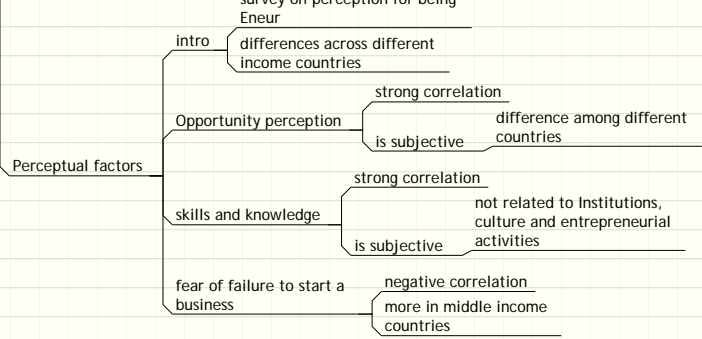 survey on perception for being
Eneur
intro
differences across different
income countries
strong correlation
Opportunity perception
difference among different
countries
is subjective
Perceptual factors
strong correlation
not related to Institutions,
culture and entrepreneurial
activities
skills and knowledge
is subjective
fear of failure to start a
business
negative correlation
more in middle income
countries